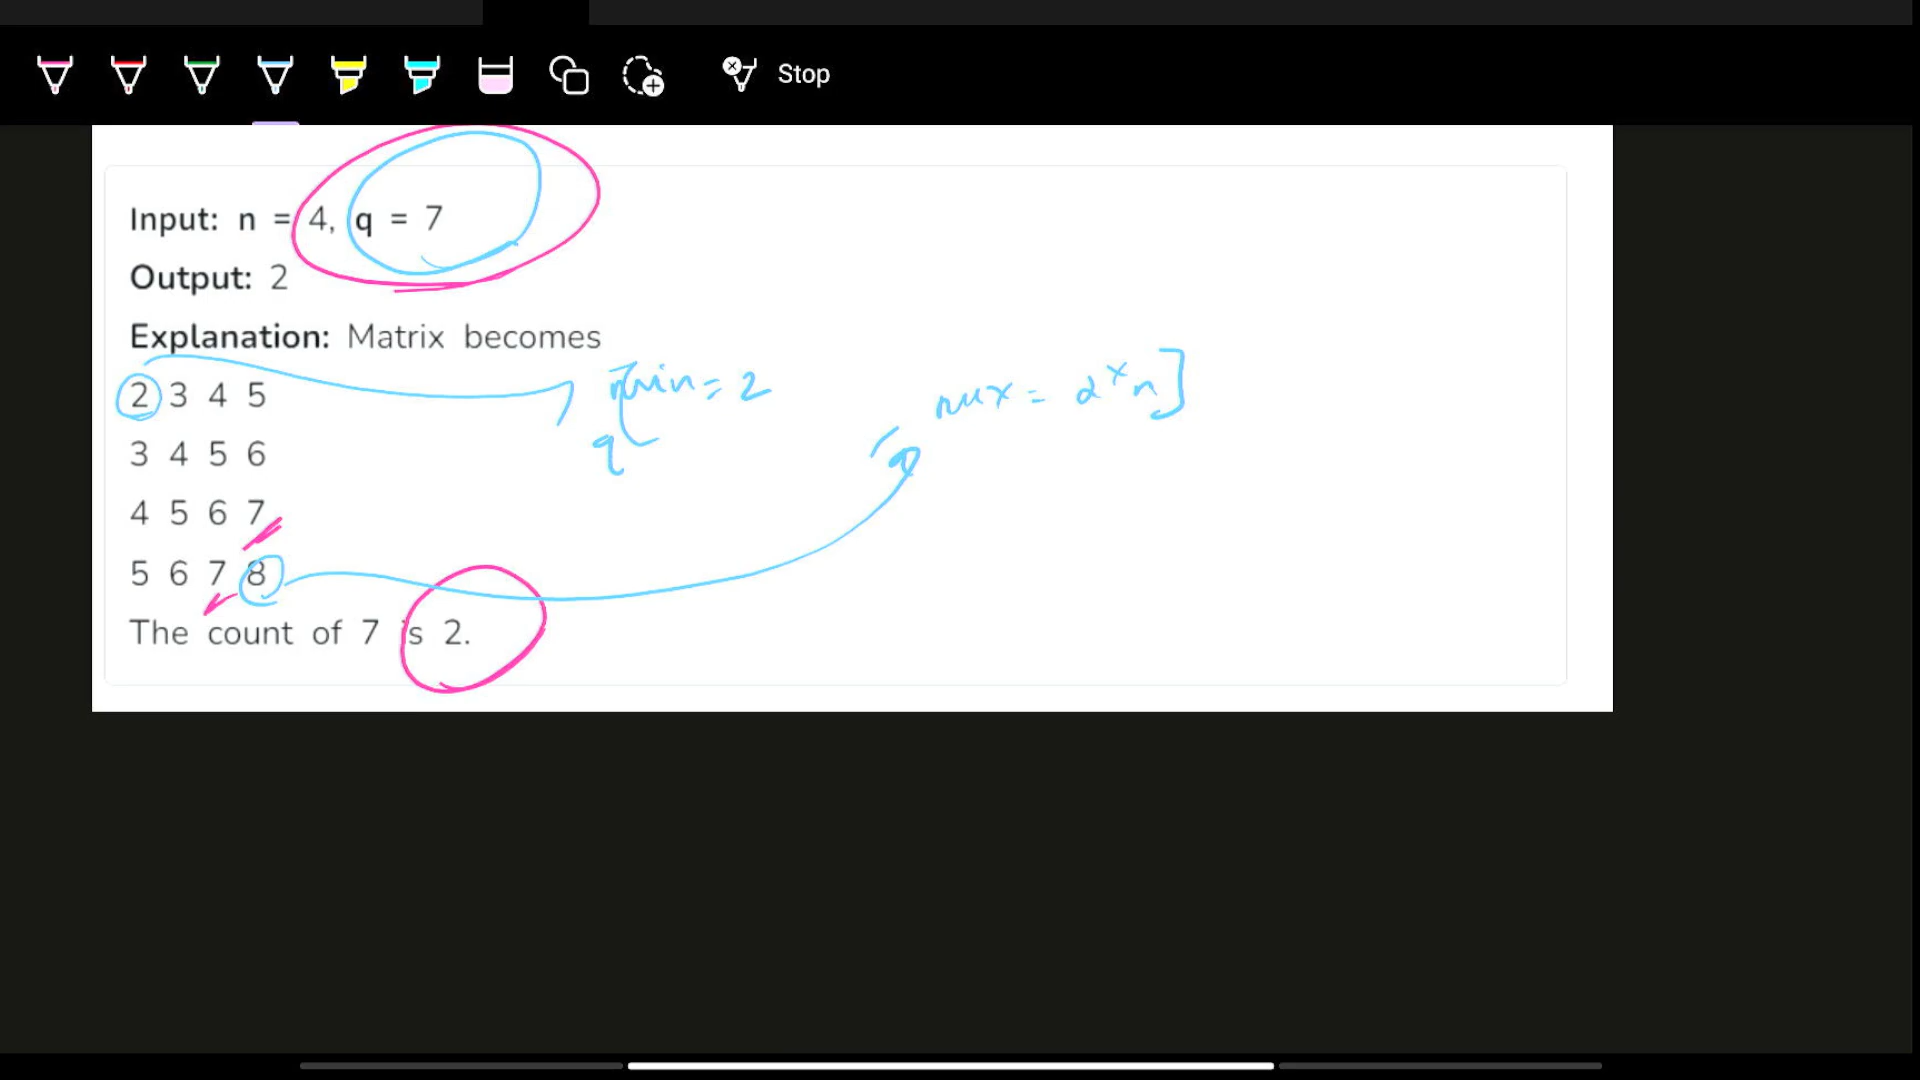 Stop
Input: n = 4, q = 7
Output: 2
Explanation: Matrix becomes
2 3 4 5
3 4 5 6
4 5 6 7
5 6 7 8
The count of 7 is 2.
[min = 2
max = 2 x n]
q